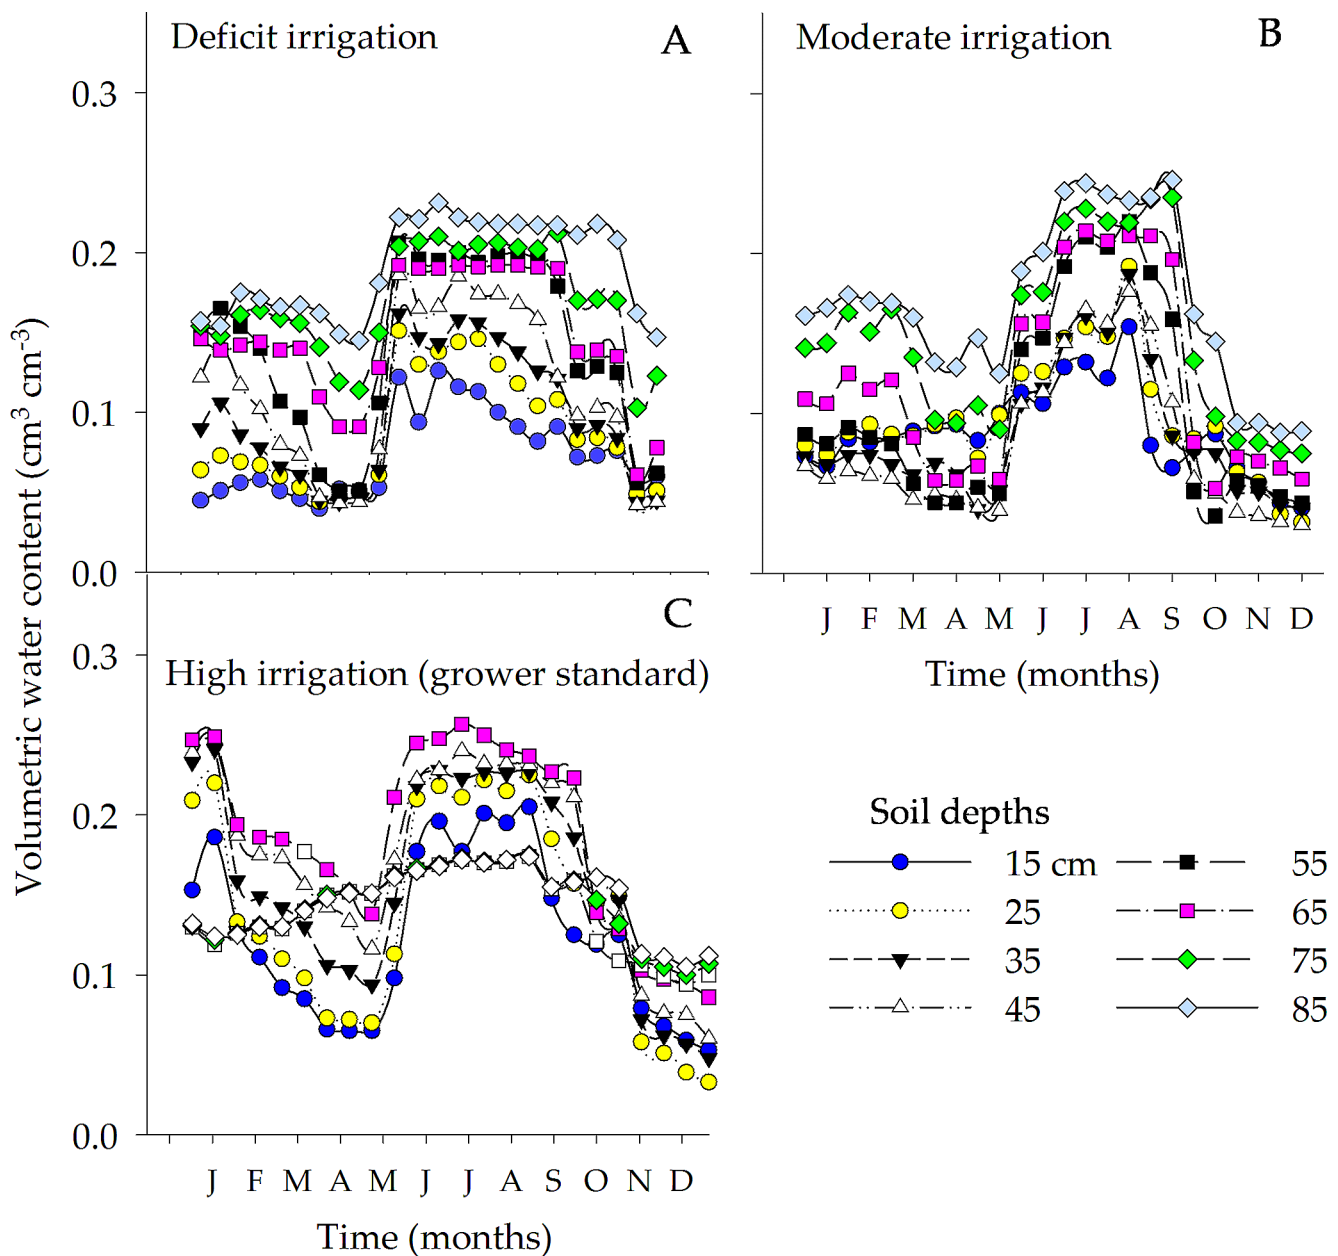 Deficit irrigation
A
Moderate irrigation
B
0.3
0.2
0.1
0.0
Volumetric water content (cm³ cm⁻³)
J F M A M J J A S O N D
Time (months)
C
High irrigation (grower standard)
0.3
0.2
0.1
0.0
J F M A M J J A S O N D
Time (months)
Soil depths
15 cm
55
25
65
35
75
45
85